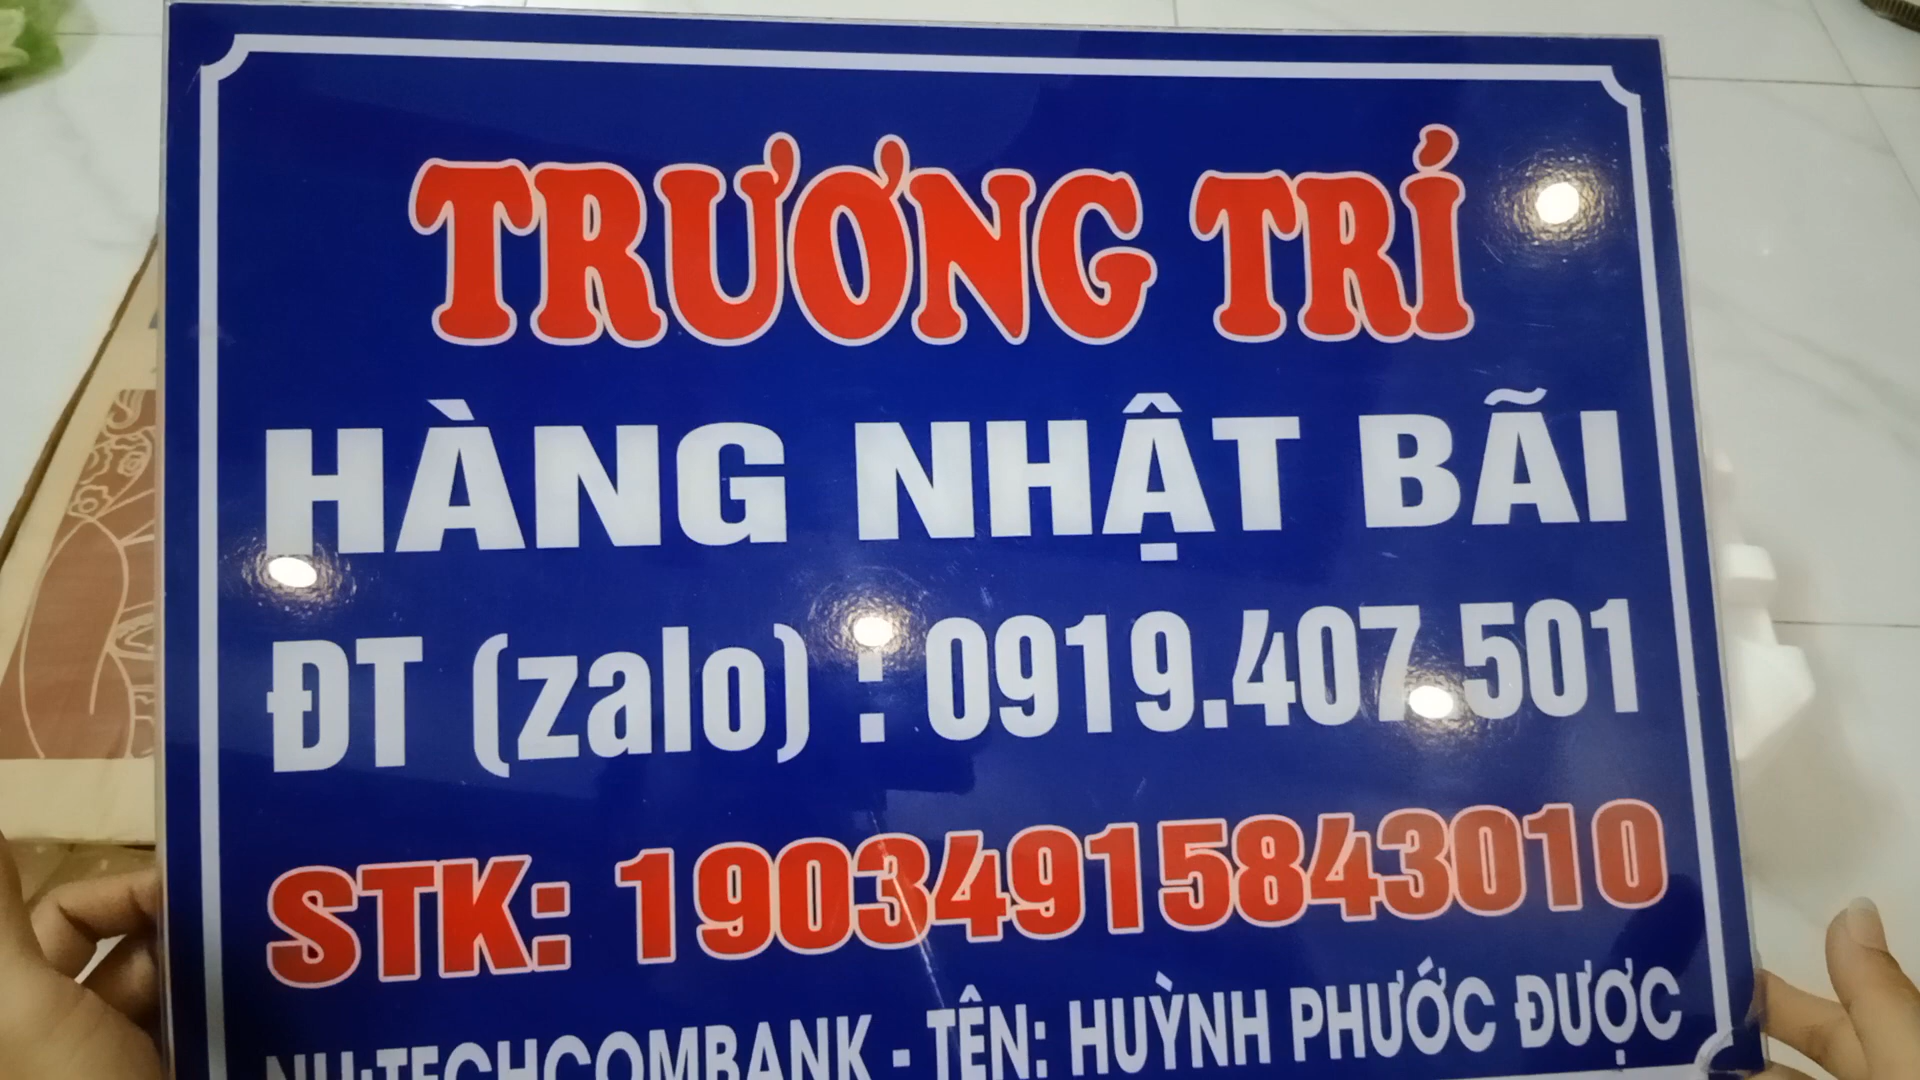 TRƯƠNG TRÍ
HÀNG NHẬT BÃI
ĐT (zalo) : 0919.407.501
STK: 19034915843010
NH:TECHCOMBANK - TÊN: HUỲNH PHƯỚC ĐƯỢC